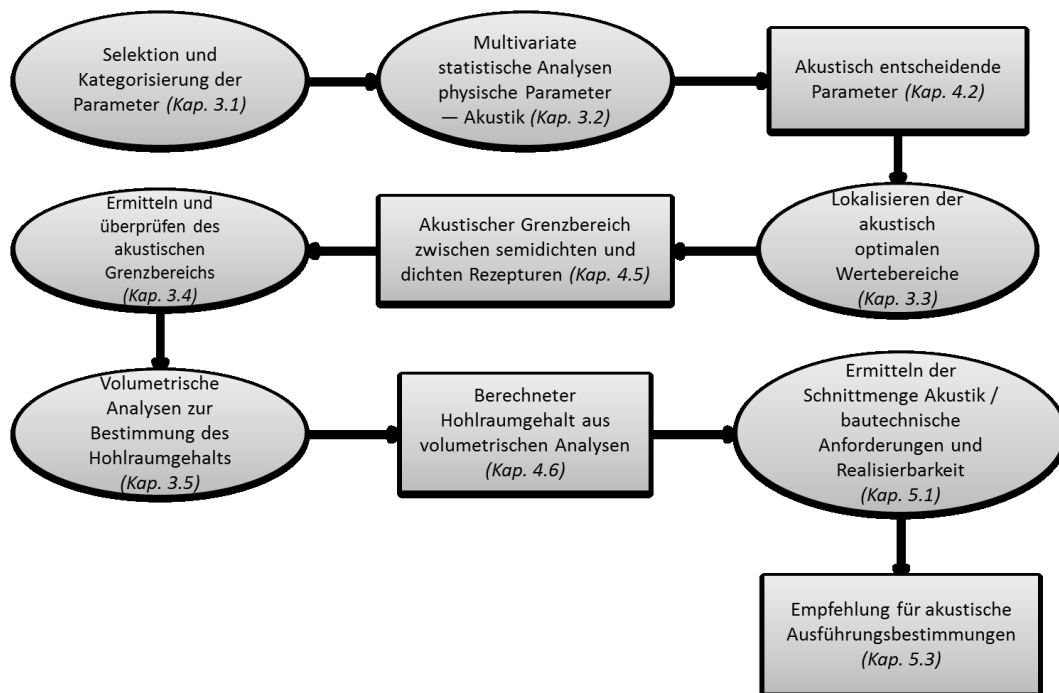 Selektion und
Kategorisierung der
Parameter (Kap. 3.1)
Multivariate
statistische Analysen
physische Parameter
— Akustik (Kap. 3.2)
Akustisch entscheidende
Parameter (Kap. 4.2)
Lokalisieren der
akustisch
optimalen
Wertebereiche
(Kap. 3.3)
Akustischer Grenzbereich
zwischen semidichten und
dichten Rezepturen (Kap. 4.5)
Ermitteln und
überprüfen des
akustischen
Grenzbereichs
(Kap. 3.4)
Volumetrische
Analysen zur
Bestimmung des
Hohlraumgehalts
(Kap. 3.5)
Berechneter
Hohlraumgehalt aus
volumetrischen Analysen
(Kap. 4.6)
Ermitteln der
Schnittmenge Akustik /
bautechnische
Anforderungen und
Realisierbarkeit
(Kap. 5.1)
Empfehlung für akustische
Ausführungsbestimmungen
(Kap. 5.3)